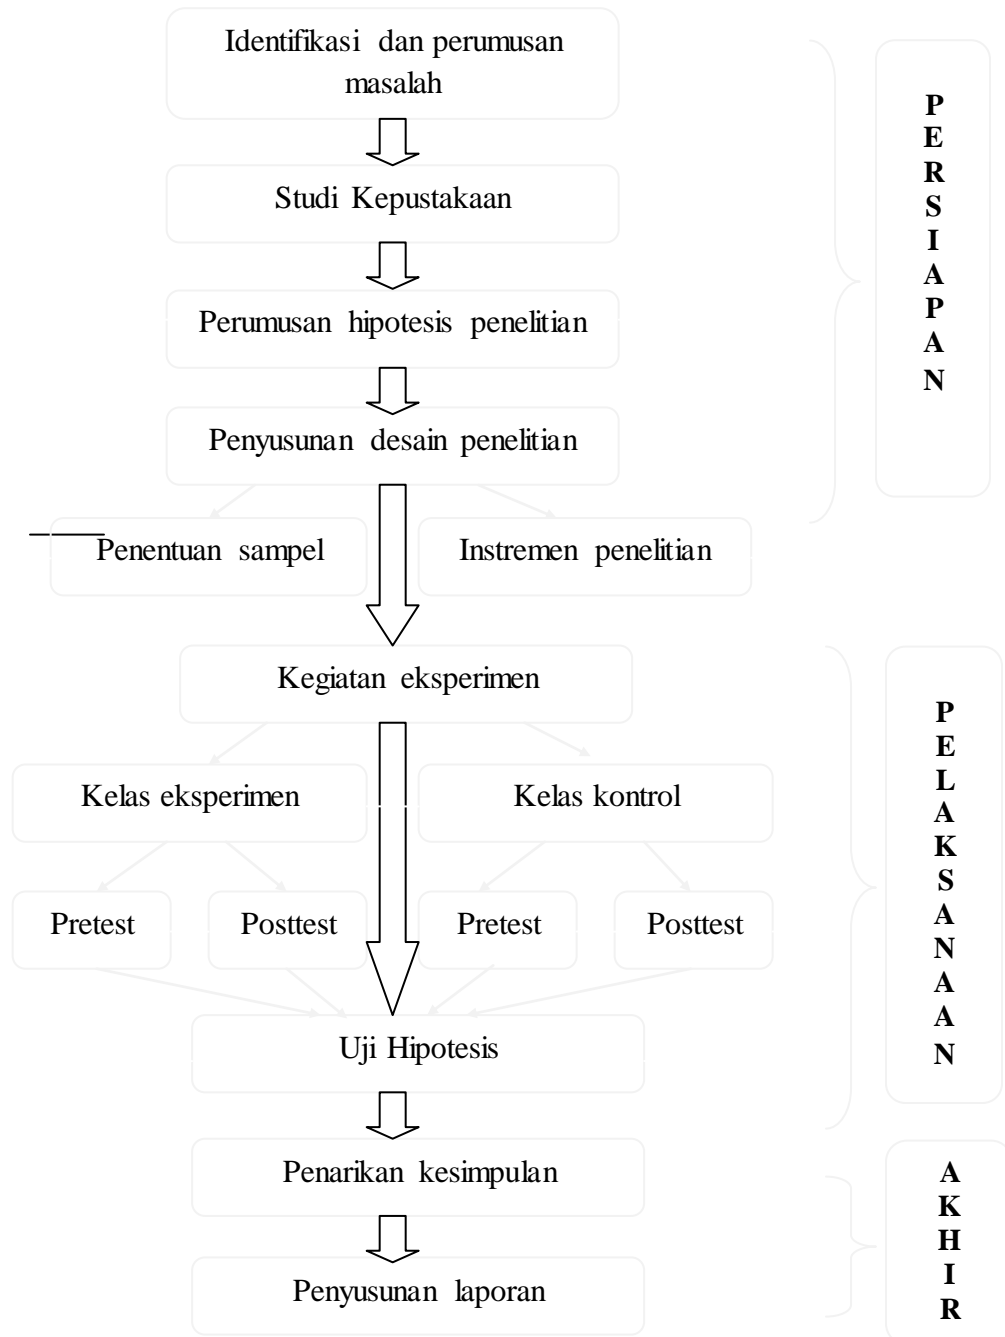 Identifikasi dan perumusan
masalah
Studi Kepustakaan
Perumusan hipotesis penelitian
Penyusunan desain penelitian
Penentuan sampel
Instremen penelitian
PERSIAPAN
Kegiatan eksperimen
Kelas eksperimen
Kelas kontrol
Pretest
Posttest
Pretest
Posttest
Uji Hipotesis
PELAKSANAAN
Penarikan kesimpulan
Penyusunan laporan
AKHIR